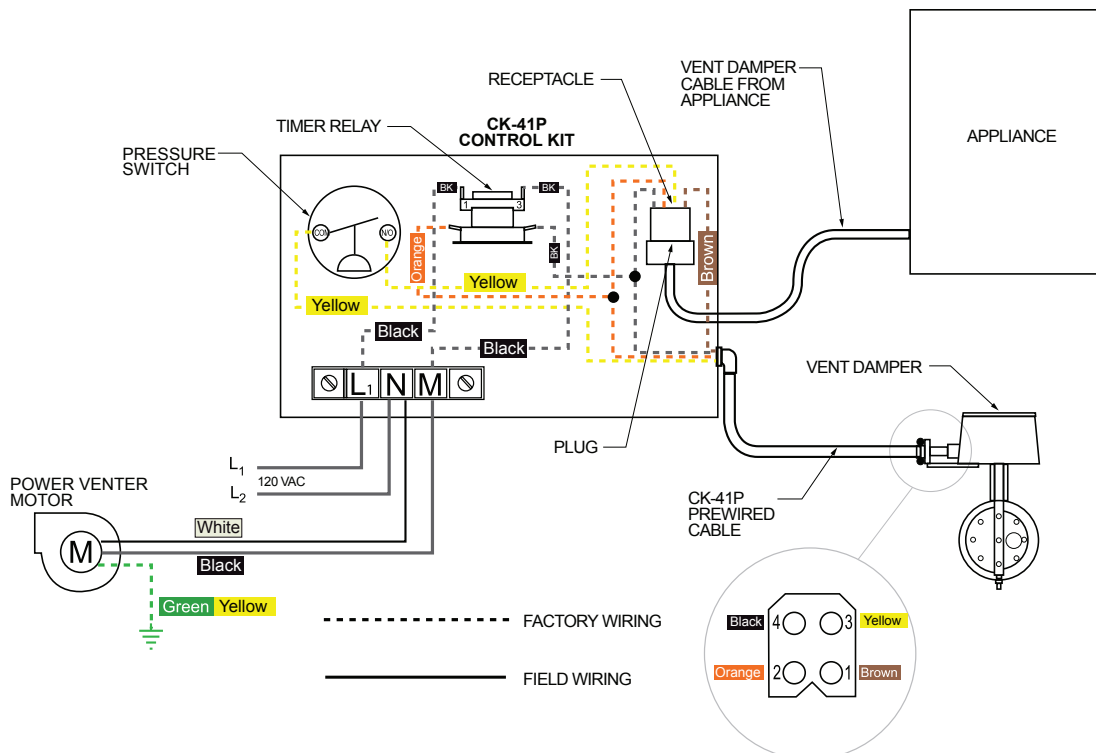 RECEPTACLE
VENT DAMPER
CABLE FROM
APPLIANCE
APPLIANCE
TIMER RELAY
CK-41P
CONTROL KIT
PRESSURE
SWITCH
BK
1
3
BK
COM
N/O
Orange
BK
Brown
Yellow
Yellow
Black
Black
L1
N
M
VENT DAMPER
PLUG
L1
120 VAC
L2
POWER VENTER
MOTOR
CK-41P
PREWIRED
CABLE
White
M
Black
Green Yellow
FACTORY WIRING
FIELD WIRING
Black 4 3 Yellow
Orange 2 1 Brown